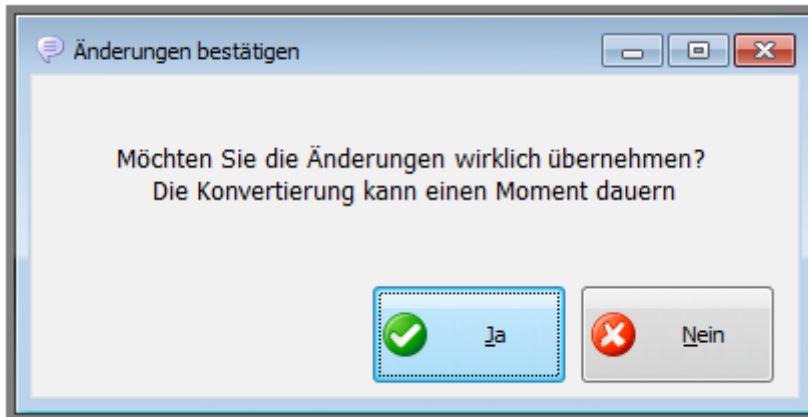 Änderungen bestätigen
Möchten Sie die Änderungen wirklich übernehmen?
Die Konvertierung kann einen Moment dauern
Ja
Nein